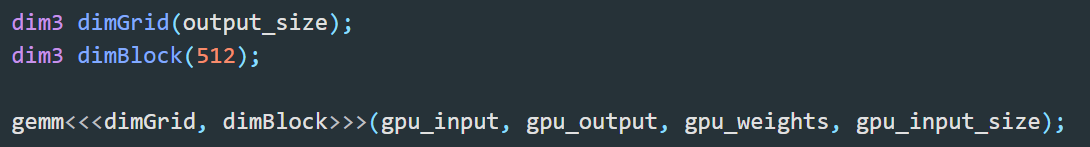 dim3 dimGrid(output_size);
dim3 dimBlock(512);
gemm<<<dimGrid, dimBlock>>>(gpu_input, gpu_output, gpu_weights, gpu_input_size);